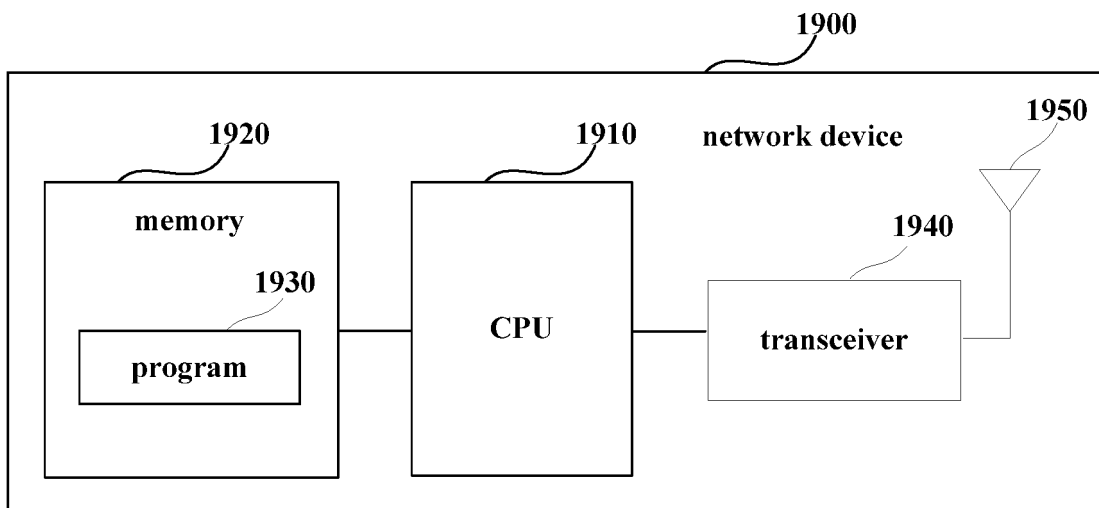 1900
1920
1910
network device
1950
memory
1940
1930
CPU
transceiver
program